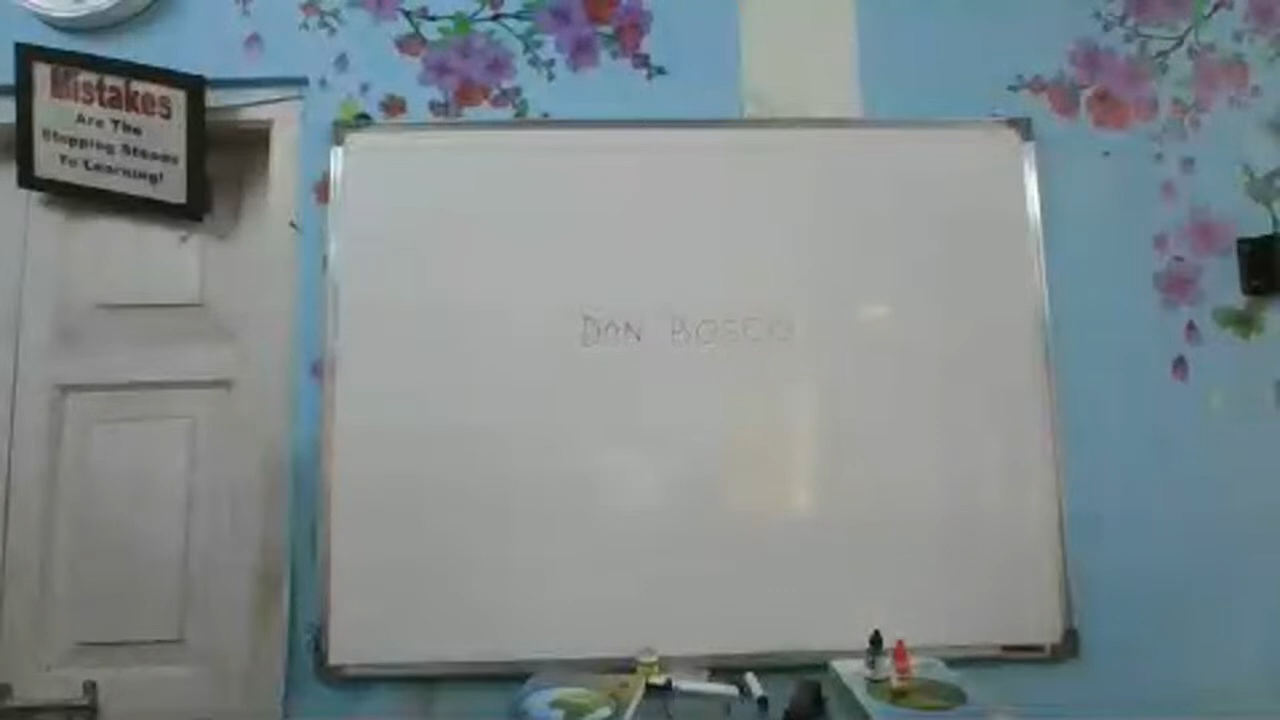 Mistakes
Are The
Stepping Stones
To Learning!
DON BOSCO